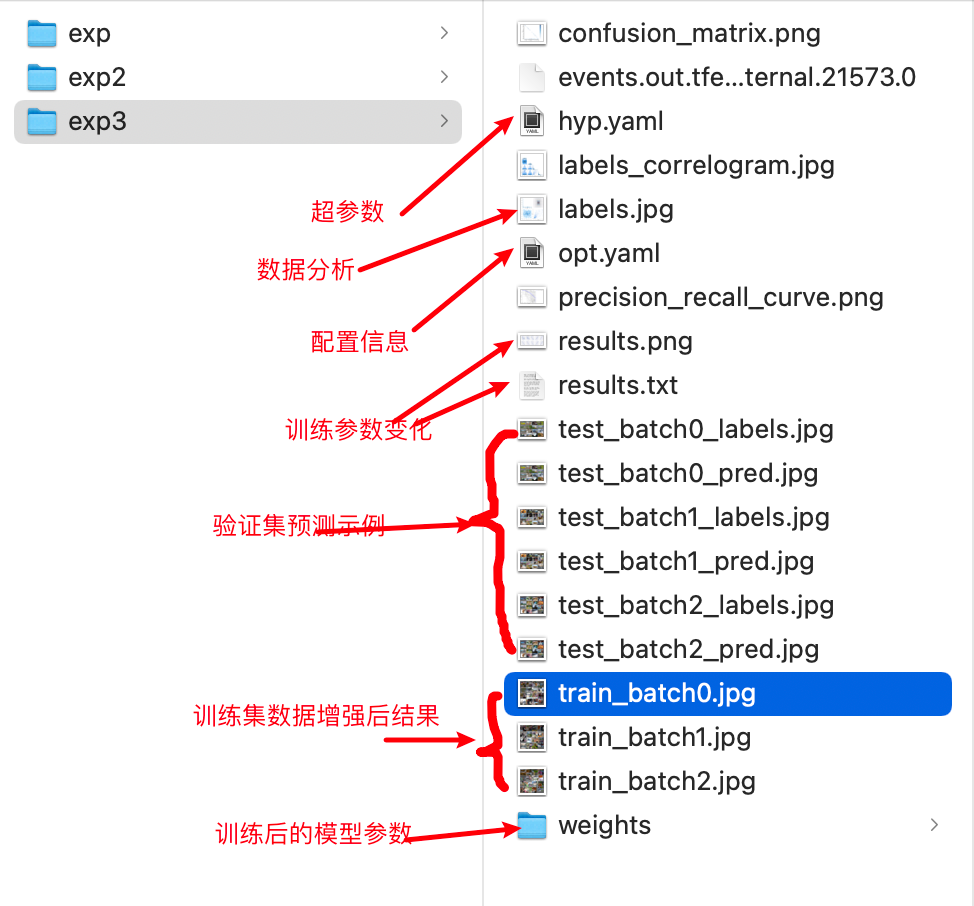 exp
exp2
exp3
confusion_matrix.png
events.out.tfe...ternal.21573.0
hyp.yaml
labels_correlogram.jpg
labels.jpg
opt.yaml
precision_recall_curve.png
results.png
results.txt
test_batch0_labels.jpg
test_batch0_pred.jpg
test_batch1_labels.jpg
test_batch1_pred.jpg
test_batch2_labels.jpg
test_batch2_pred.jpg
train_batch0.jpg
train_batch1.jpg
train_batch2.jpg
weights
超参数
数据分析
配置信息
训练参数变化
验证集预测示例
训练集数据增强后结果
训练后的模型参数
YAML
YAML